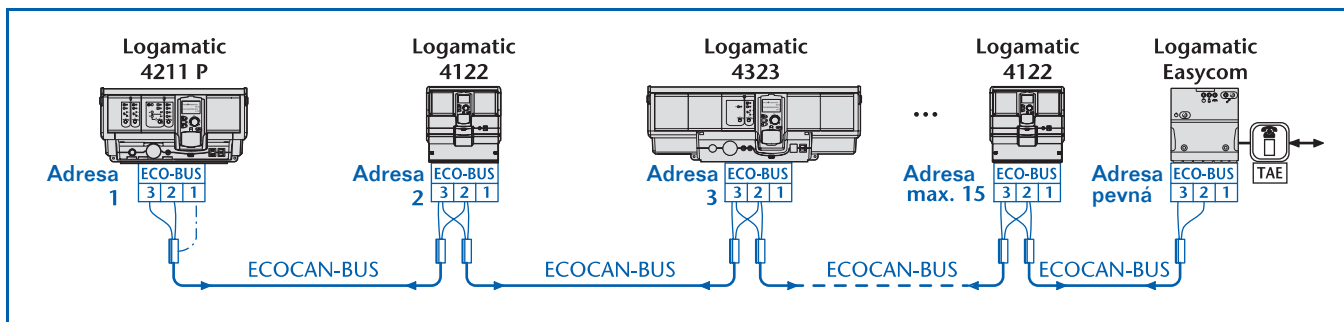 Logamatic
4211 P
Logamatic
4122
Logamatic
4323
Logamatic
4122
Logamatic
Easycom
...
TAE
Adresa
1
ECO-BUS
3 2 1
Adresa
2
ECO-BUS
3 2 1
Adresa
3
ECO-BUS
3 2 1
Adresa
max. 15
ECO-BUS
3 2 1
Adresa
pevná
ECO-BUS
3 2 1
ECOCAN-BUS
ECOCAN-BUS
ECOCAN-BUS
ECOCAN-BUS